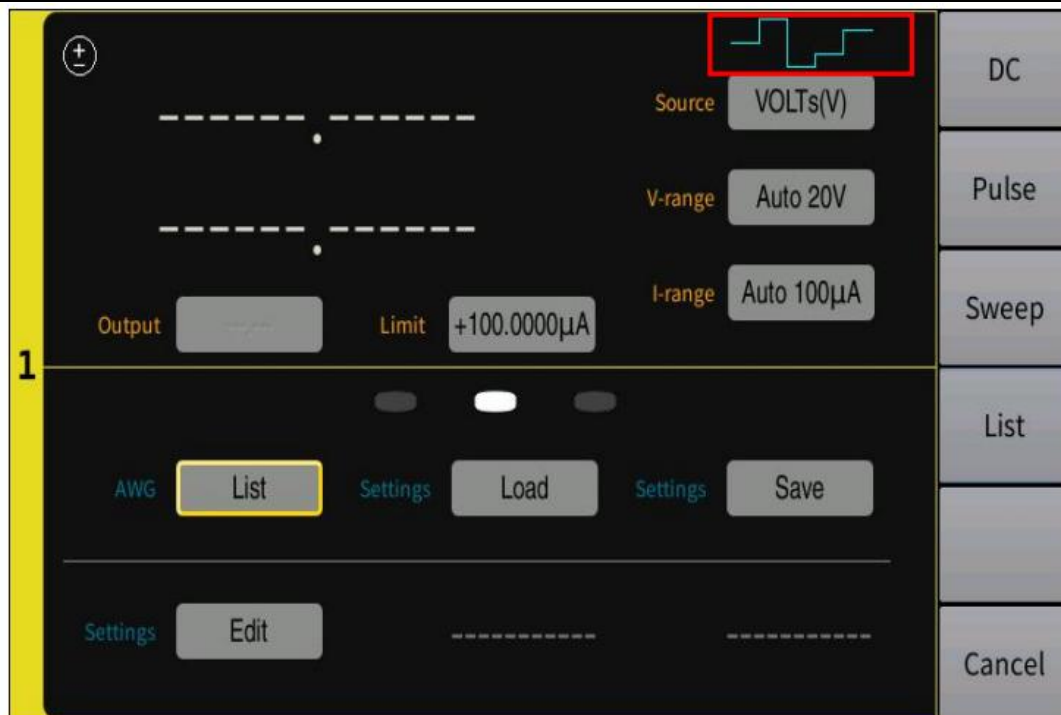 DC
Source VOLTs(V)
------.------
Pulse
V-range Auto 20V
------.------
I-range Auto 100µA
Sweep
Output Limit +100.0000µA
1
List
AWG List Settings Load Settings Save
Settings Edit ----------- -----------
Cancel